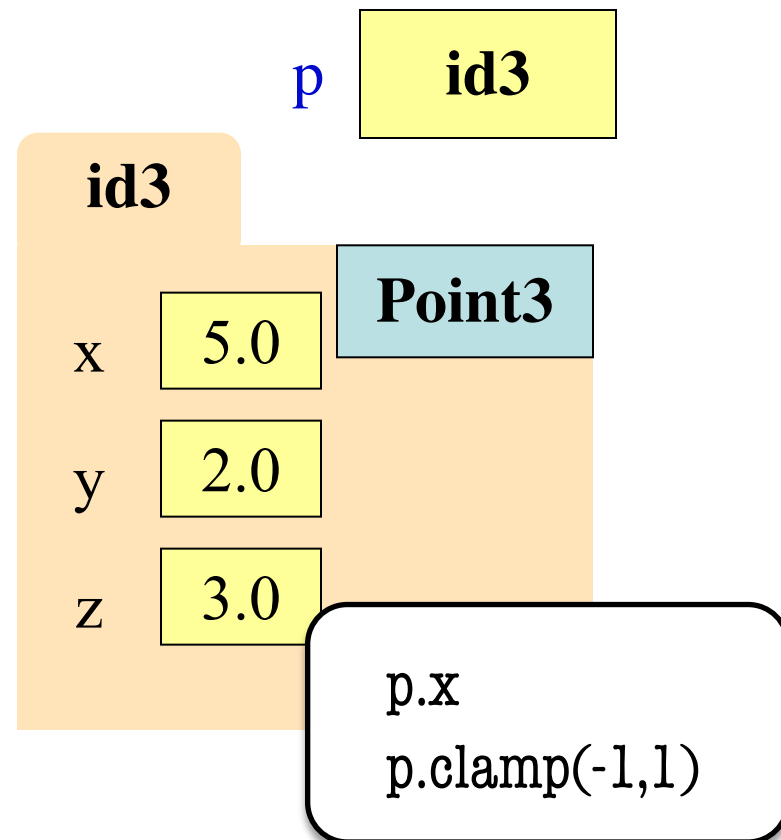 p id3
id3
Point3
x 5.0
y 2.0
z 3.0
p.x
p.clamp(-1,1)